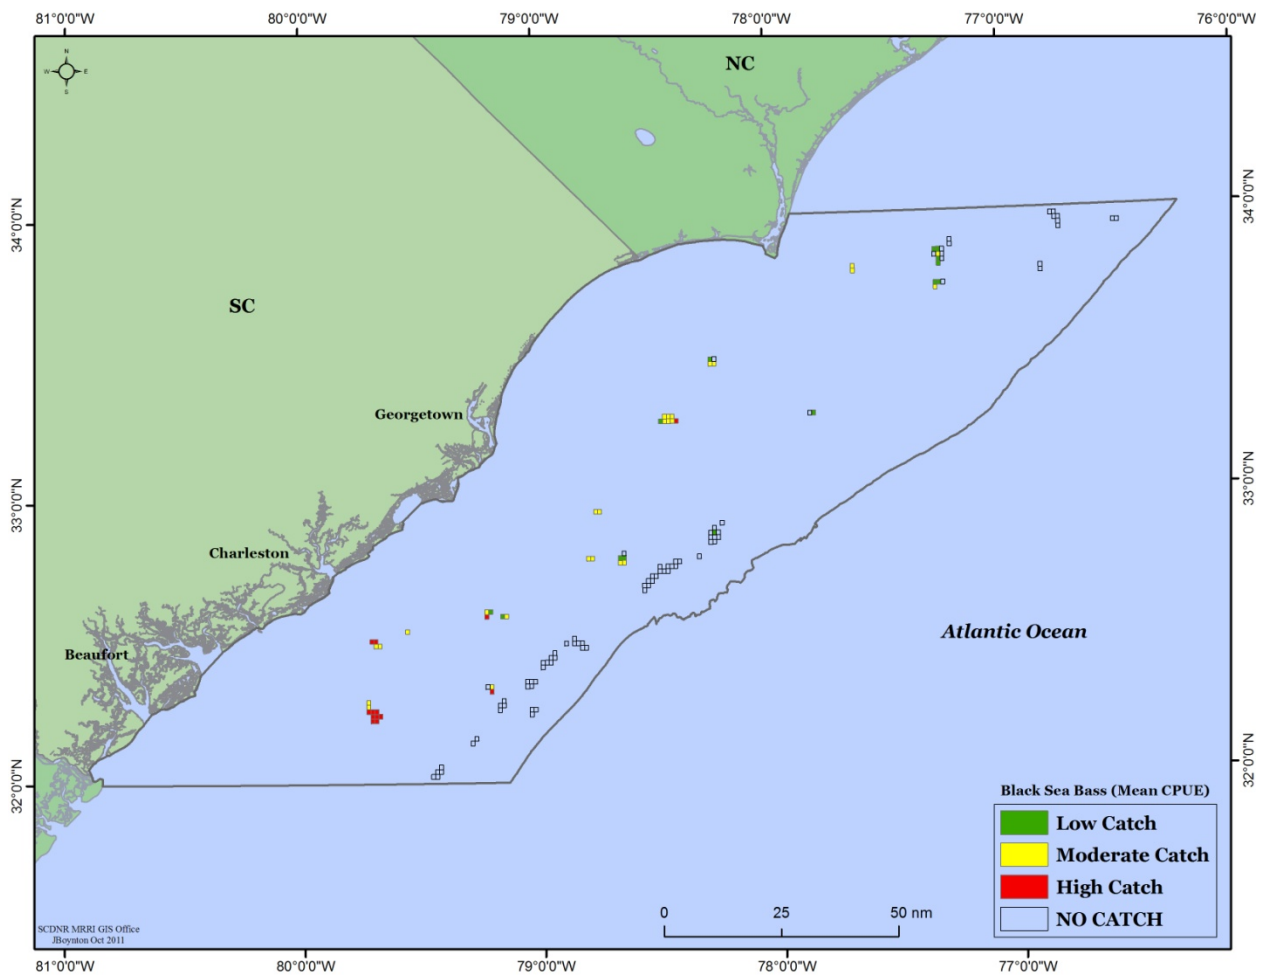 81°0'0"W 80°0'0"W 79°0'0"W 78°0'0"W 77°0'0"W 76°0'0"W
N
W E
S
NC
34°0'0"N 34°0'0"N
SC
Georgetown
33°0'0"N 33°0'0"N
Charleston
Atlantic Ocean
Beaufort
32°0'0"N 32°0'0"N
Black Sea Bass (Mean CPUE)
Low Catch
Moderate Catch
High Catch
NO CATCH
0 25 50 nm
SCDNR MRRI GIS Office
JBoynton Oct 2011
81°0'0"W 80°0'0"W 79°0'0"W 78°0'0"W 77°0'0"W